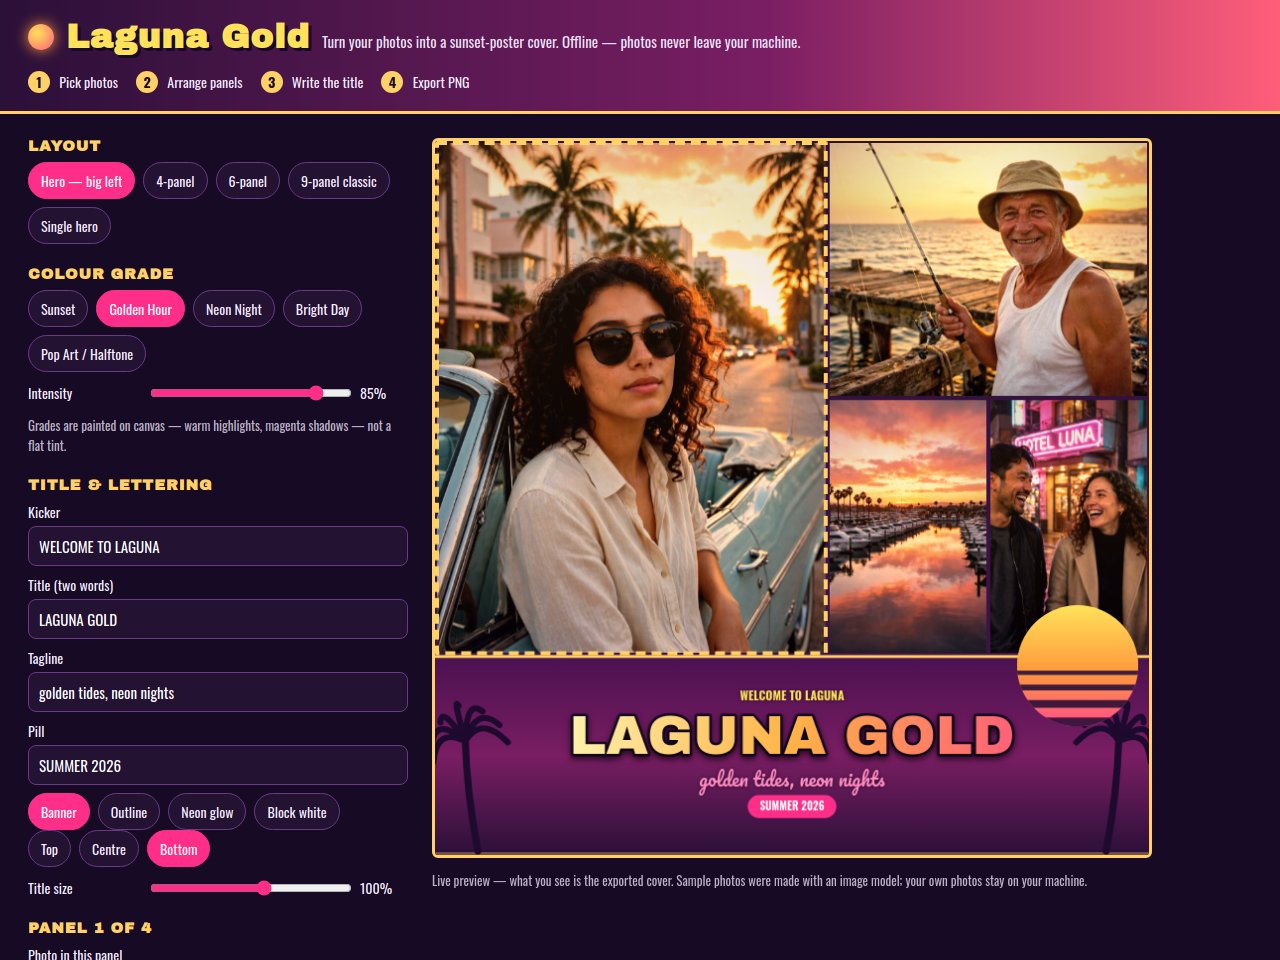 Laguna Gold Turn your photos into a sunset-poster cover. Offline — photos never leave your machine.
1 Pick photos 2 Arrange panels 3 Write the title 4 Export PNG
LAYOUT
Hero — big left 4-panel 6-panel 9-panel classic
Single hero
COLOUR GRADE
Sunset Golden Hour Neon Night Bright Day
Pop Art / Halftone
Intensity 85%
Grades are painted on canvas — warm highlights, magenta shadows — not a
flat tint.
TITLE & LETTERING
Kicker
WELCOME TO LAGUNA
Title (two words)
LAGUNA GOLD
Tagline
golden tides, neon nights
Pill
SUMMER 2026
Banner Outline Neon glow Block white
Top Centre Bottom
Title size 100%
PANEL 1 OF 4
Photo in this panel
HOTEL LUNA
WELCOME TO LAGUNA
LAGUNA GOLD
golden tides, neon nights
SUMMER 2026
Live preview — what you see is the exported cover. Sample photos were made with an image model; your own photos stay on your machine.